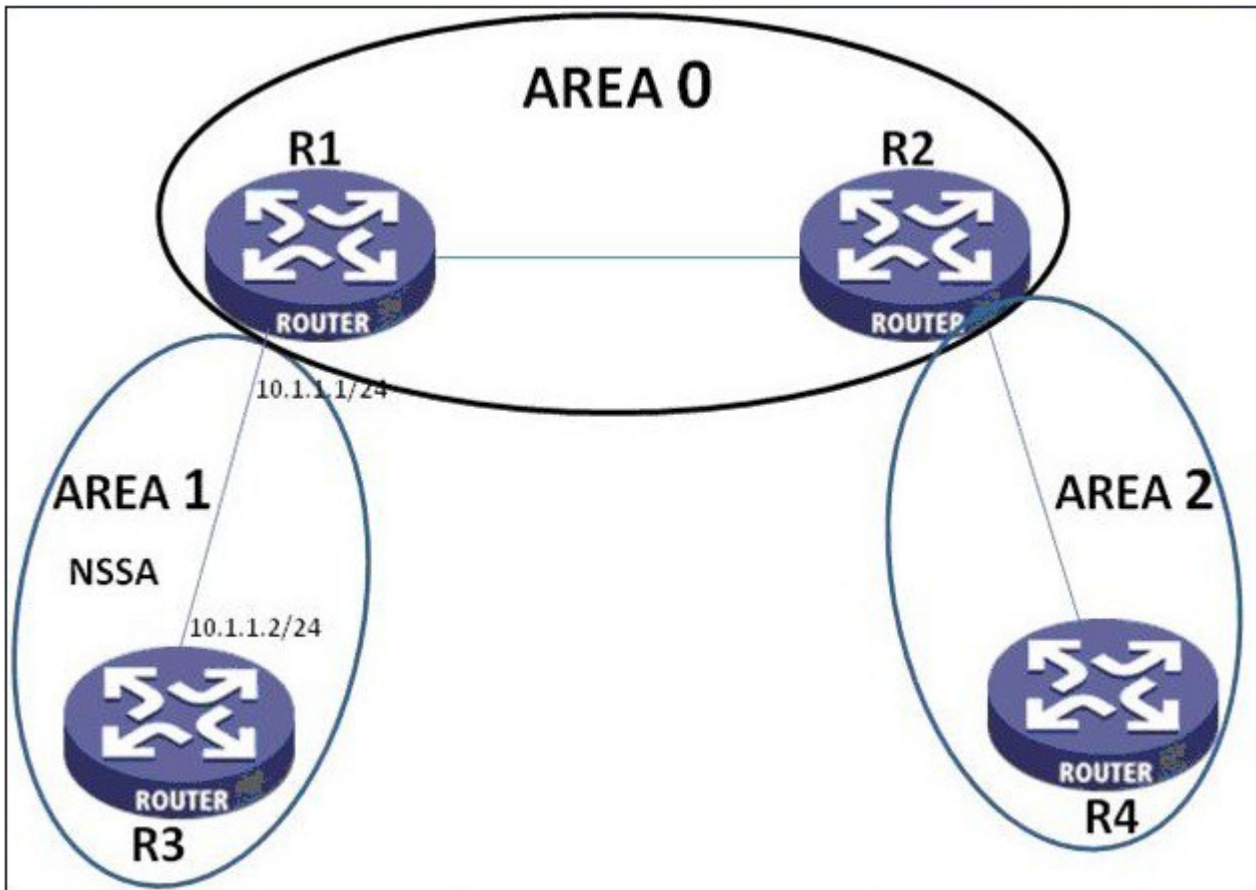 AREA 0
R1
R2
ROUTER
ROUTER
10.1.1.1/24
AREA 1
AREA 2
NSSA
10.1.1.2/24
ROUTER
ROUTER
R3
R4